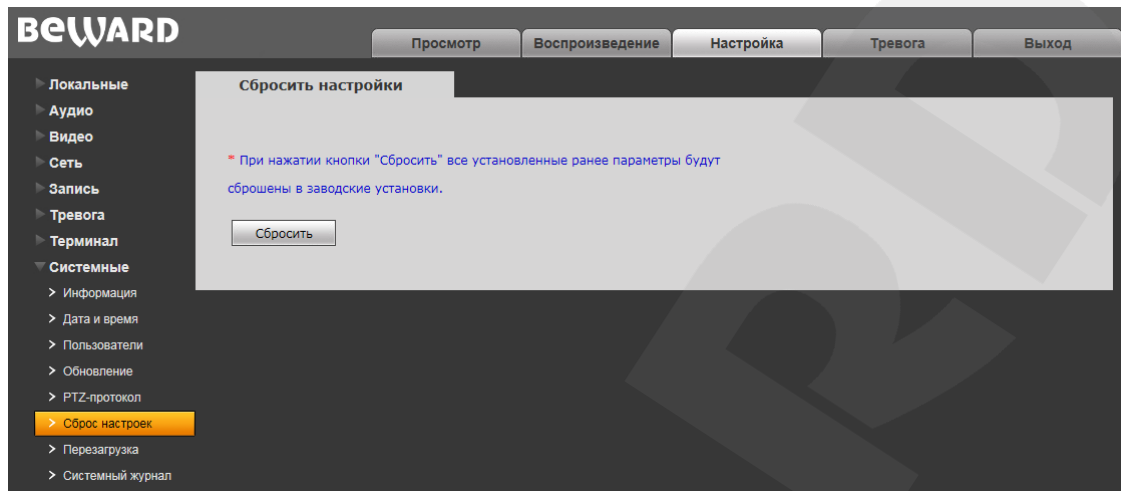 BEWARD
Просмотр
Воспроизведение
Настройка
Тревога
Выход
Локальные
Аудио
Видео
Сеть
Запись
Тревога
Терминал
Системные
Информация
Дата и время
Пользователи
Обновление
PTZ-протокол
Сброс настроек
Перезагрузка
Системный журнал
Сбросить настройки
* При нажатии кнопки "Сбросить" все установленные ранее параметры будут
сброшены в заводские установки.
Сбросить